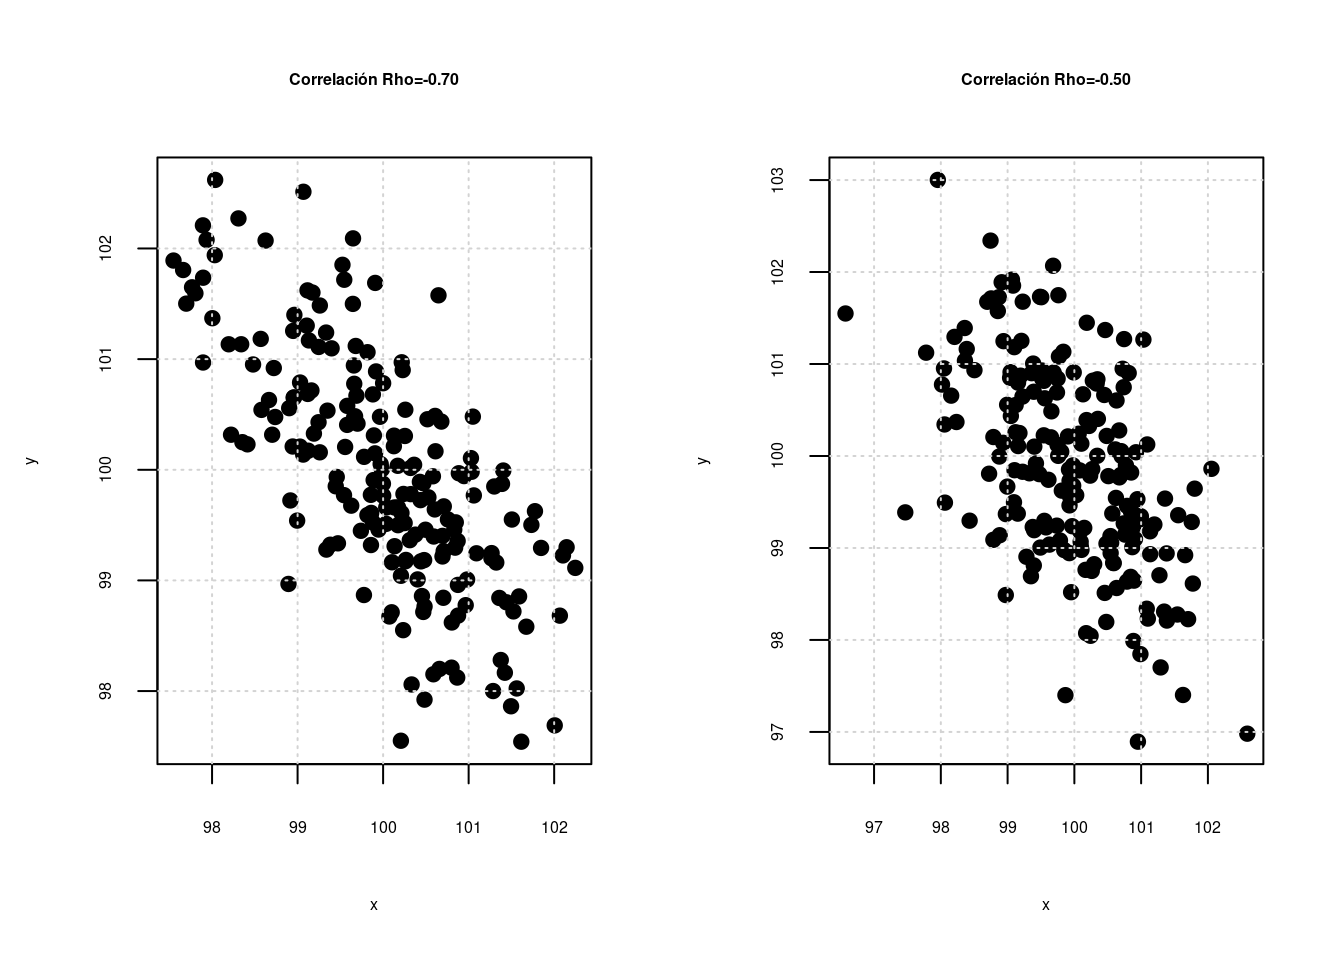 Correlación Rho=-0.70
y
102
101
100
99
98
98 99 100 101 102
x
Correlación Rho=-0.50
y
103
102
101
100
99
98
97
97 98 99 100 101 102
x